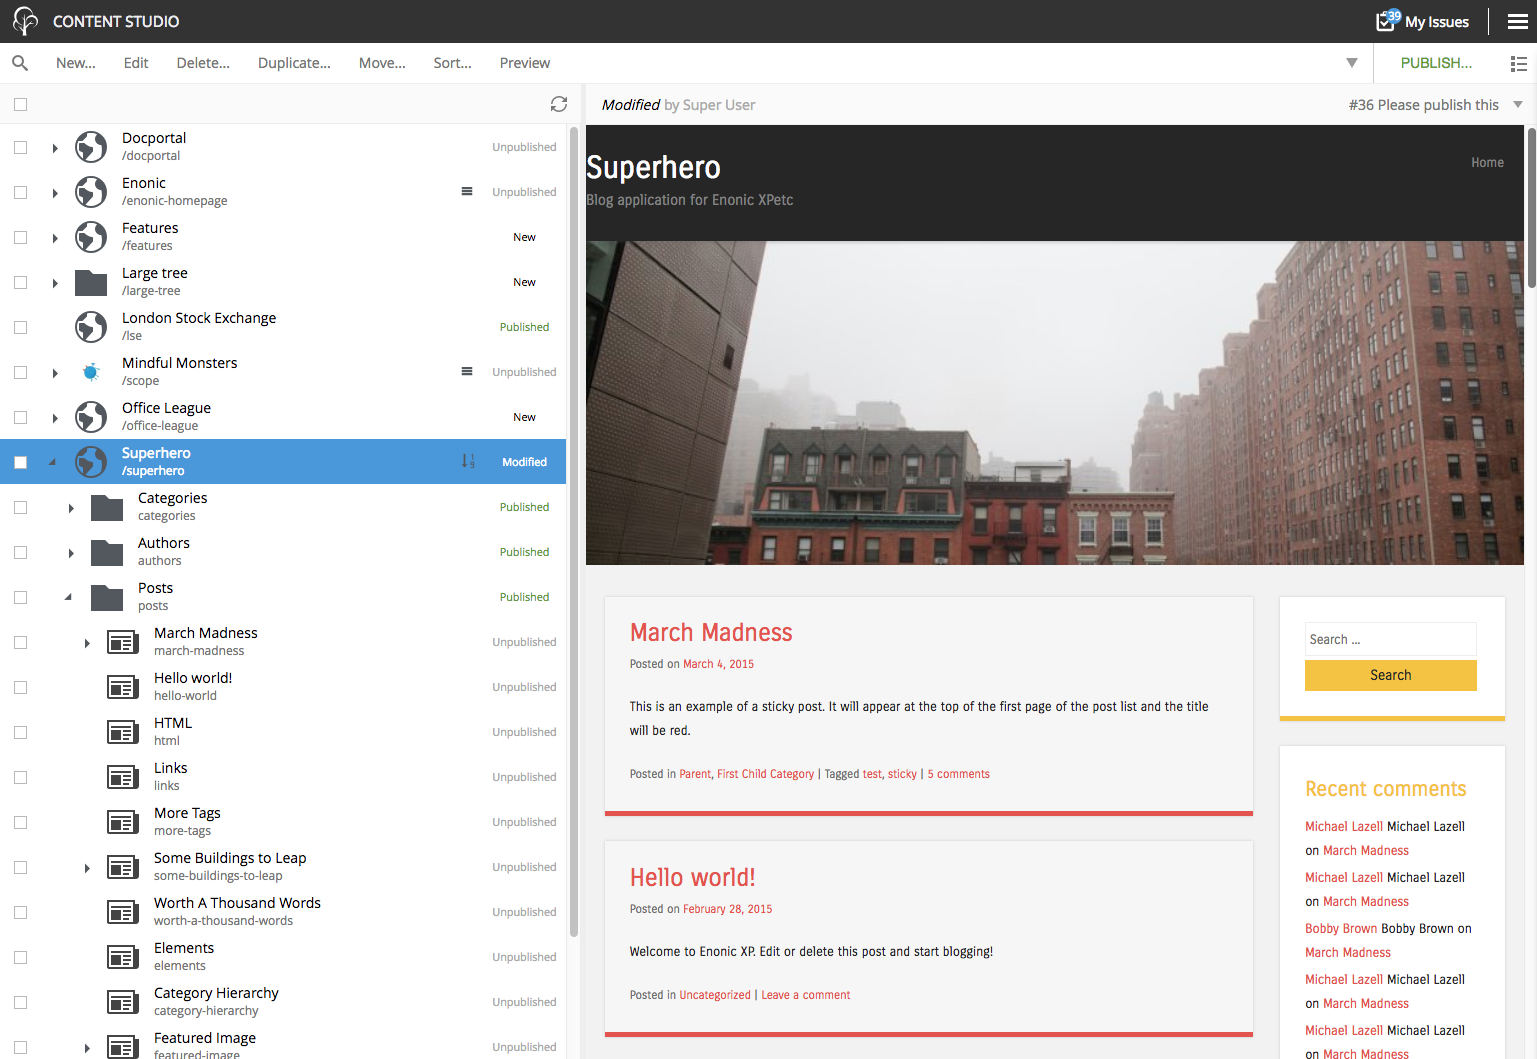 CONTENT STUDIO
39
My Issues
New...
Edit
Delete...
Duplicate...
Move...
Sort...
Preview
PUBLISH...
Modified by Super User
#36 Please publish this
Docportal
/docportal
Unpublished
Enonic
/enonic-homepage
Unpublished
Features
/features
New
Large tree
/large-tree
New
London Stock Exchange
/lse
Published
Mindful Monsters
/scope
Unpublished
Office League
/office-league
New
Superhero
/superhero
Modified
Categories
categories
Published
Authors
authors
Published
Posts
posts
Published
March Madness
march-madness
Unpublished
Hello world!
hello-world
Unpublished
HTML
html
Unpublished
Links
links
Unpublished
More Tags
more-tags
Unpublished
Some Buildings to Leap
some-buildings-to-leap
Unpublished
Worth A Thousand Words
worth-a-thousand-words
Unpublished
Elements
elements
Unpublished
Category Hierarchy
category-hierarchy
Unpublished
Featured Image
featured-image
Unpublished
Superhero
Home
Blog application for Enonic XPetc
March Madness
Posted on March 4, 2015
This is an example of a sticky post. It will appear at the top of the first page of the post list and the title
will be red.
Posted in Parent, First Child Category | Tagged test, sticky | 5 comments
Hello world!
Posted on February 28, 2015
Welcome to Enonic XP. Edit or delete this post and start blogging!
Posted in Uncategorized | Leave a comment
Search ...
Search
Recent comments
Michael Lazell Michael Lazell
on March Madness
Michael Lazell Michael Lazell
on March Madness
Bobby Brown Bobby Brown on
March Madness
Michael Lazell Michael Lazell
on March Madness
Michael Lazell Michael Lazell
on March Madness